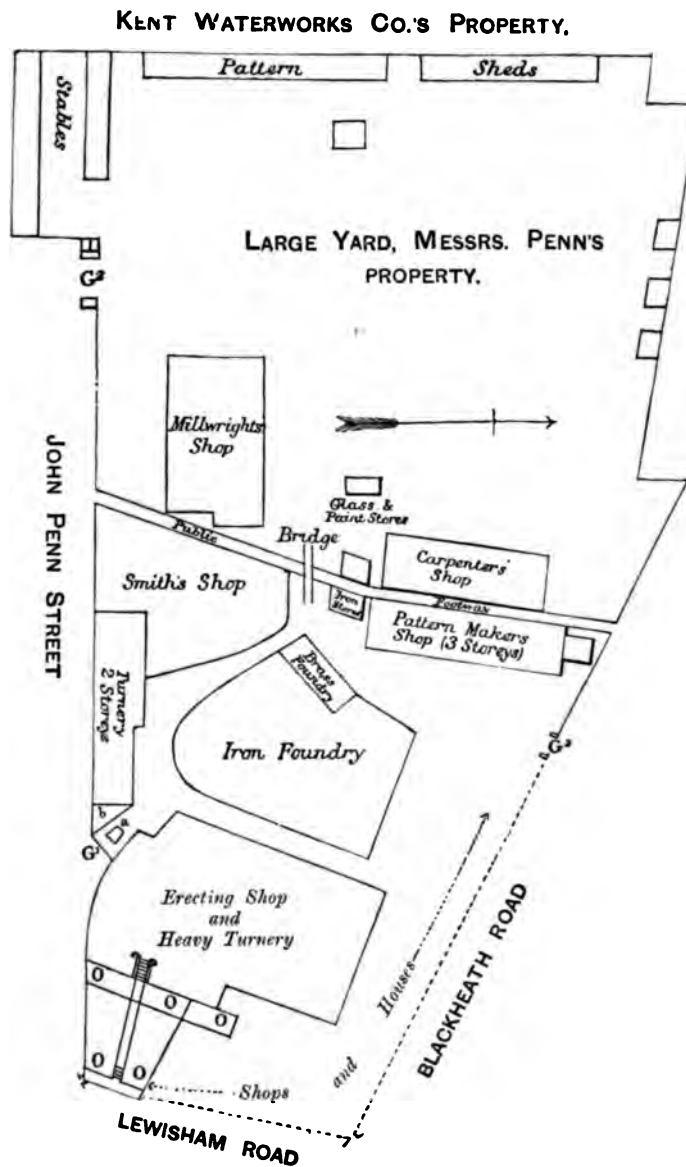 KENT WATERWORKS CO.'S PROPERTY.
Pattern Sheds
Stables
LARGE YARD, MESSRS. PENN'S
PROPERTY.
G²
Millwrights
Shop
JOHN PENN STREET
Glass &
Paint Stores
Public
Bridge
Carpenters'
Shop
Smith's Shop
Iron
Store
Footway
Pattern Makers
Shop (3 Storeys)
Turnery
2 Storeys
Brass
Foundry
Iron Foundry
G³
b
a
G¹
Erecting Shop
and
Heavy Turnery
O
O
O
O
O
Shops
and
Houses
BLACKHEATH ROAD
LEWISHAM ROAD